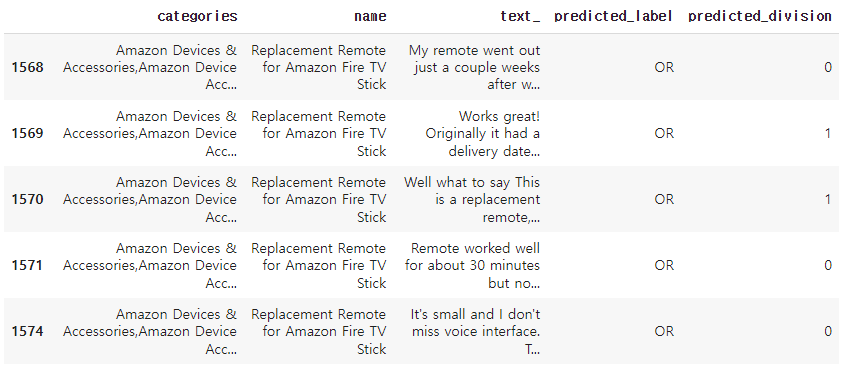 categories name text_ predicted_label predicted_division
1568 Amazon Devices & Accessories,Amazon Device Acc... Replacement Remote for Amazon Fire TV Stick My remote went out just a couple weeks after w... OR 0
1569 Amazon Devices & Accessories,Amazon Device Acc... Replacement Remote for Amazon Fire TV Stick Works great! Originally it had a delivery date... OR 1
1570 Amazon Devices & Accessories,Amazon Device Acc... Replacement Remote for Amazon Fire TV Stick Well what to say This is a replacement remote,... OR 1
1571 Amazon Devices & Accessories,Amazon Device Acc... Replacement Remote for Amazon Fire TV Stick Remote worked well for about 30 minutes but no... OR 0
1574 Amazon Devices & Accessories,Amazon Device Acc... Replacement Remote for Amazon Fire TV Stick It's small and I don't miss voice interface. T... OR 0